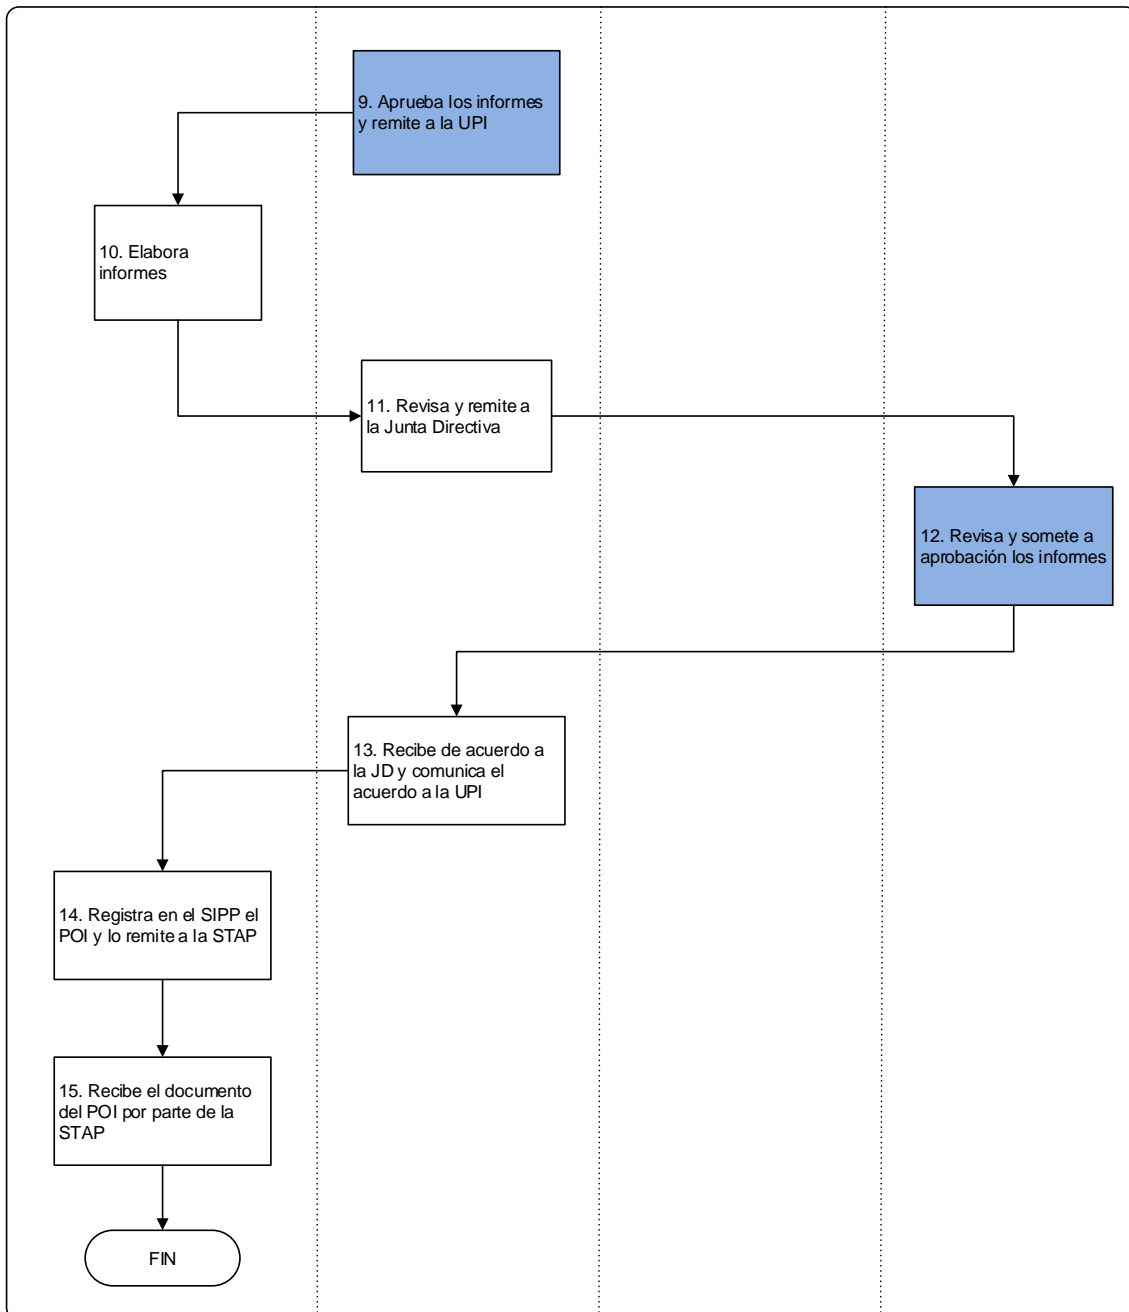 9. Aprueba los informes
y remite a la UPI
10. Elabora
informes
11. Revisa y remite a
la Junta Directiva
12. Revisa y somete a
aprobación los informes
13. Recibe de acuerdo a
la JD y comunica el
acuerdo a la UPI
14. Registra en el SIPP el
POI y lo remite a la STAP
15. Recibe el documento
del POI por parte de la
STAP
FIN